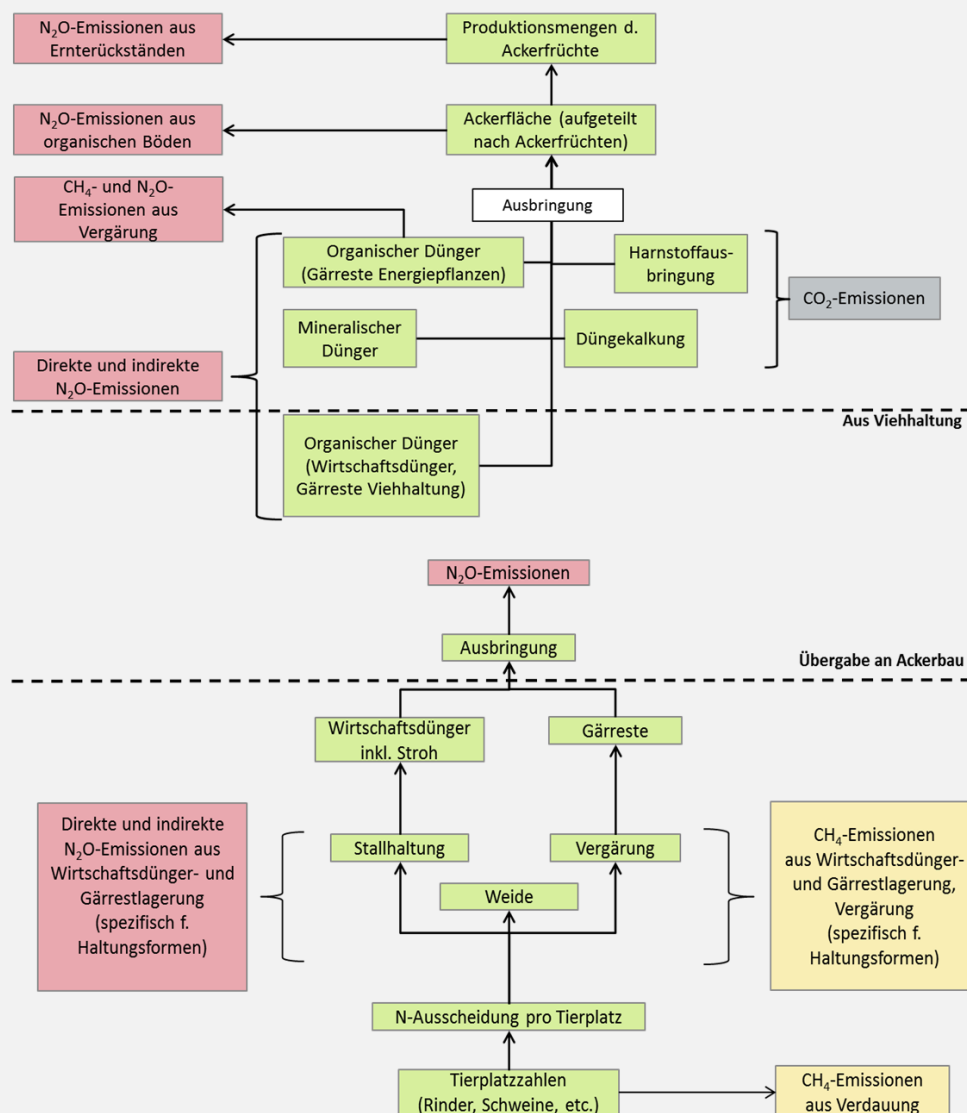 N₂O-Emissionen aus
Ernterückständen
Produktionsmengen d.
Ackerfrüchte
N₂O-Emissionen aus
organischen Böden
Ackerfläche (aufgeteilt
nach Ackerfrüchten)
CH₄- und N₂O-
Emissionen aus
Vergärung
Ausbringung
Organischer Dünger
(Gärreste Energiepflanzen)
Harnstoffaus-
bringung
CO₂-Emissionen
Mineralischer
Dünger
Düngekalkung
Direkte und indirekte
N₂O-Emissionen
Aus Viehhaltung
Organischer Dünger
(Wirtschaftsdünger,
Gärreste Viehhaltung)
N₂O-Emissionen
Ausbringung
Übergabe an Ackerbau
Wirtschaftsdünger
inkl. Stroh
Gärreste
Direkte und indirekte
N₂O-Emissionen aus
Wirtschaftsdünger- und
Gärrestlagerung
(spezifisch f.
Haltungsformen)
Stallhaltung
Vergärung
Weide
CH₄-Emissionen
aus Wirtschaftsdünger-
und Gärrestlagerung,
Vergärung
(spezifisch f.
Haltungsformen)
N-Ausscheidung pro Tierplatz
Tierplatzzahlen
(Rinder, Schweine, etc.)
CH₄-Emissionen
aus Verdauung